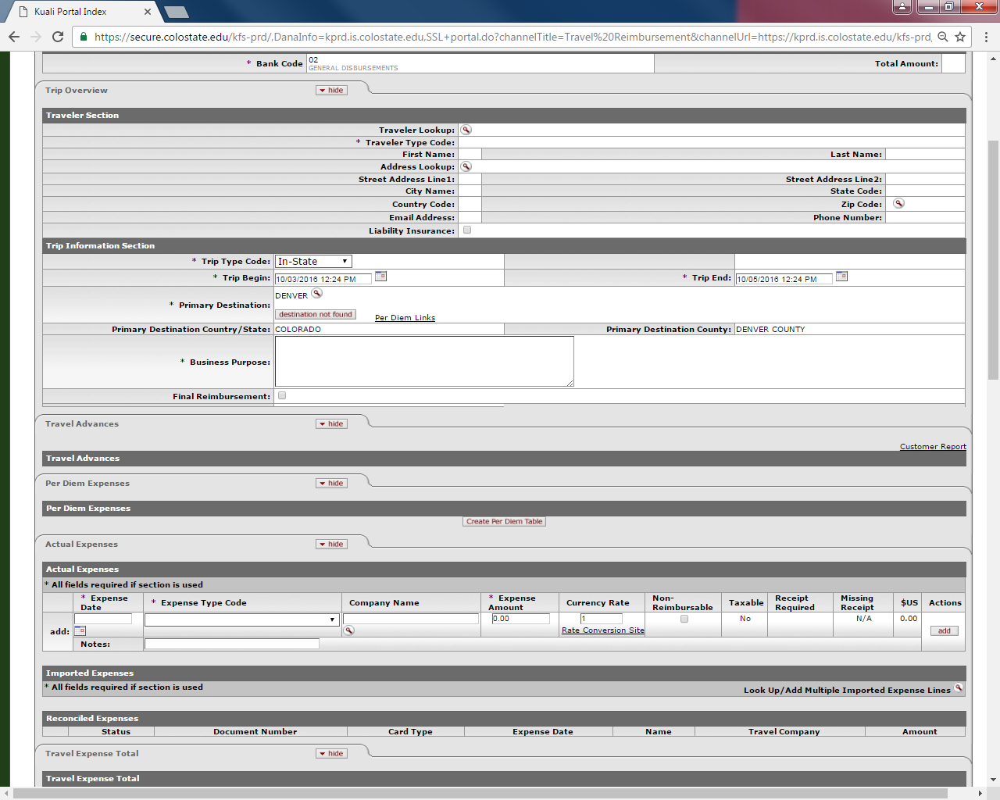 Kuali Portal Index
https://secure.colostate.edu/kfs-prd/,DanaInfo=kprd.is.colostate.edu,SSL+portal.do?channelTitle=Travel%20Reimbursement&channelUrl=https://kprd.is.colostate.edu/kfs-prd
* Bank Code 02 Total Amount:
GENERAL DISBURSEMENTS
Trip Overview hide
Traveler Section
Traveler Lookup:
* Traveler Type Code:
First Name: Last Name:
Address Lookup:
Street Address Line1: Street Address Line2:
City Name: State Code:
Country Code: Zip Code:
Email Address: Phone Number:
Liability Insurance:
Trip Information Section
* Trip Type Code: In-State
* Trip Begin: 10/03/2016 12:24 PM * Trip End: 10/05/2016 12:24 PM
DENVER
* Primary Destination:
destination not found Per Diem Links
Primary Destination Country/State: COLORADO Primary Destination County: DENVER COUNTY
* Business Purpose:
Final Reimbursement:
Travel Advances hide
Customer Report
Travel Advances
Per Diem Expenses hide
Per Diem Expenses
Create Per Diem Table
Actual Expenses hide
Actual Expenses
* All fields required if section is used
* Expense Date * Expense Type Code Company Name * Expense Amount Currency Rate Non-Reimbursable Taxable Receipt Required Missing Receipt $US Actions
add: 0.00 1 Rate Conversion Site No N/A 0.00 add
Notes:
Imported Expenses
* All fields required if section is used
Look Up/Add Multiple Imported Expense Lines
Reconciled Expenses
Status Document Number Card Type Expense Date Name Travel Company Amount
Travel Expense Total hide
Travel Expense Total